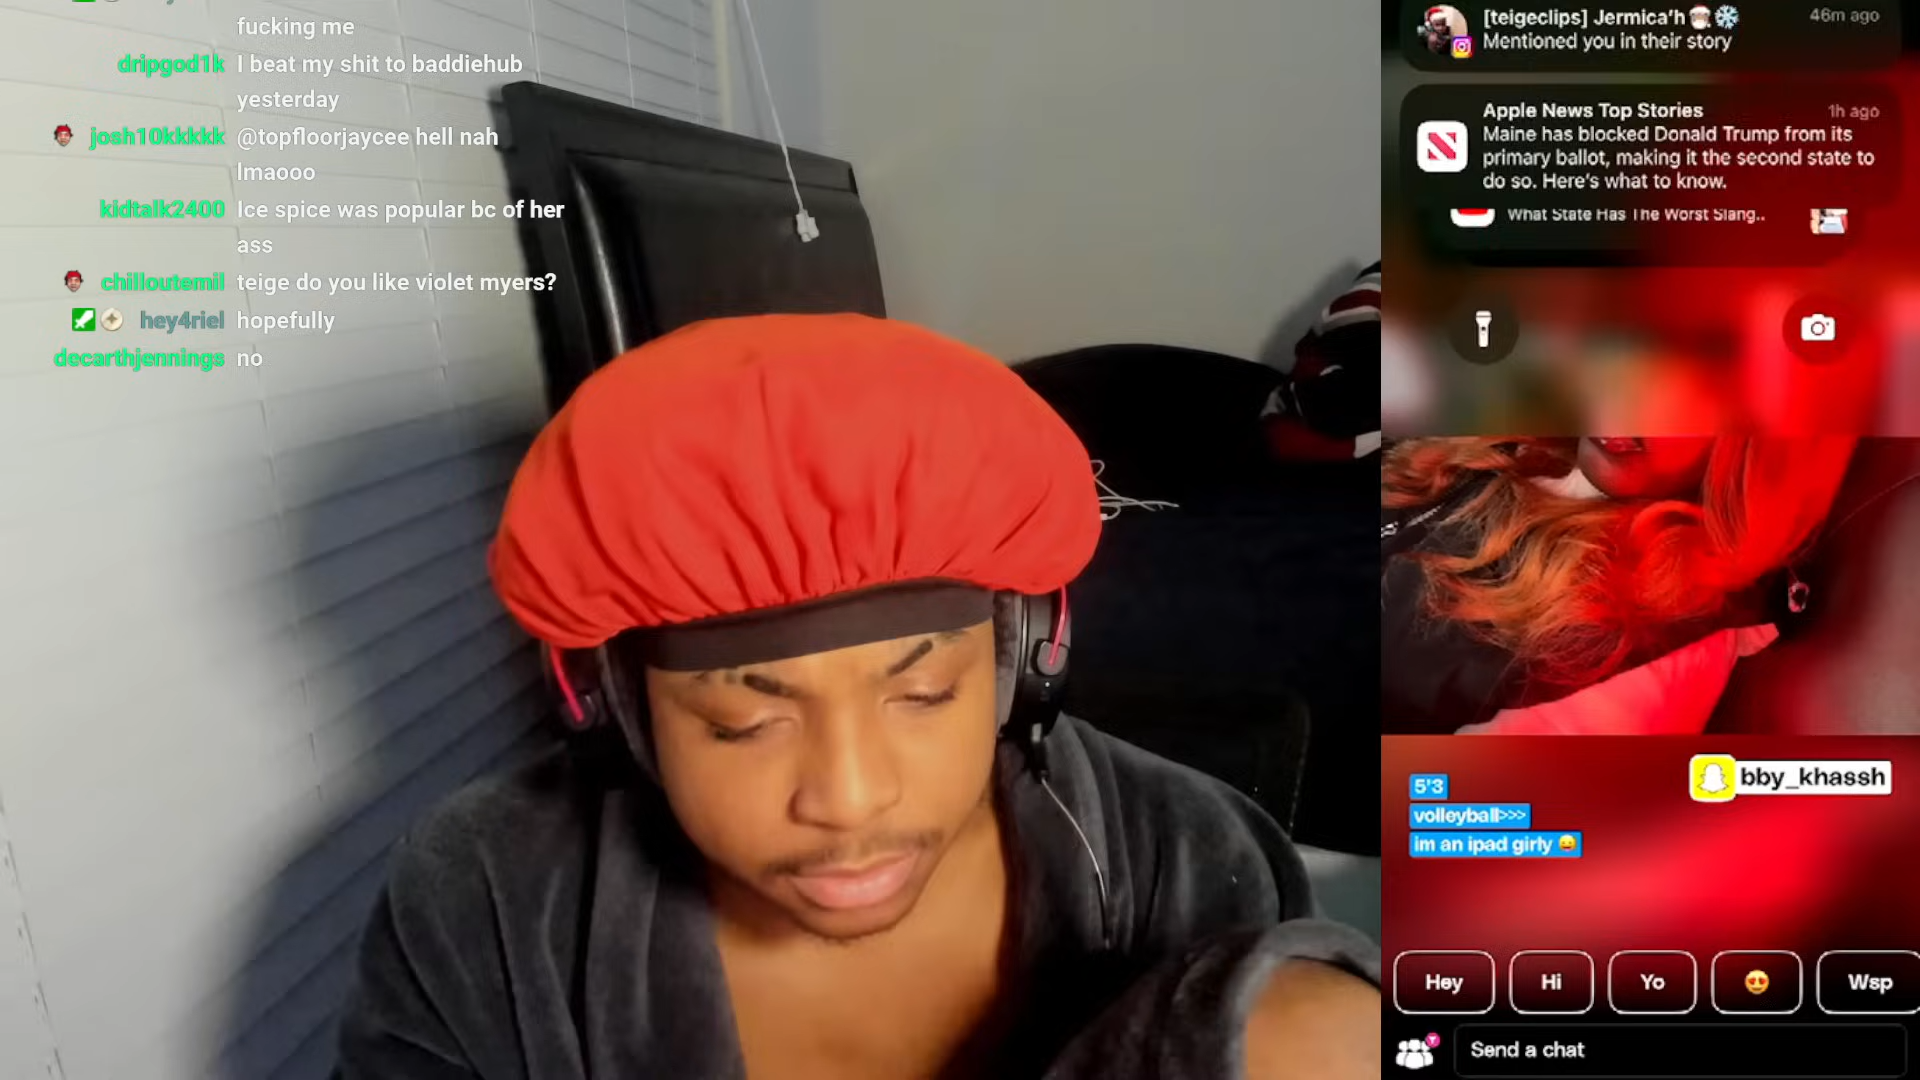 fucking me
dripgod1k I beat my shit to baddiehub
yesterday
josh10kkkkk @topfloorjaycee hell nah
lmaooo
kidtalk2400 Ice spice was popular bc of her
ass
chilloutemil teige do you like violet myers?
hey4riel hopefully
decarthjennings no
[teigeclips] Jermica'h🎅🏿❄️ 46m ago
Mentioned you in their story
Apple News Top Stories 1h ago
Maine has blocked Donald Trump from its
primary ballot, making it the second state to
do so. Here's what to know.
What State Has The Worst Slang..
bby_khassh
5'3
volleyball>>>
im an ipad girly 😛
Hey Hi Yo 😍 Wsp
Send a chat